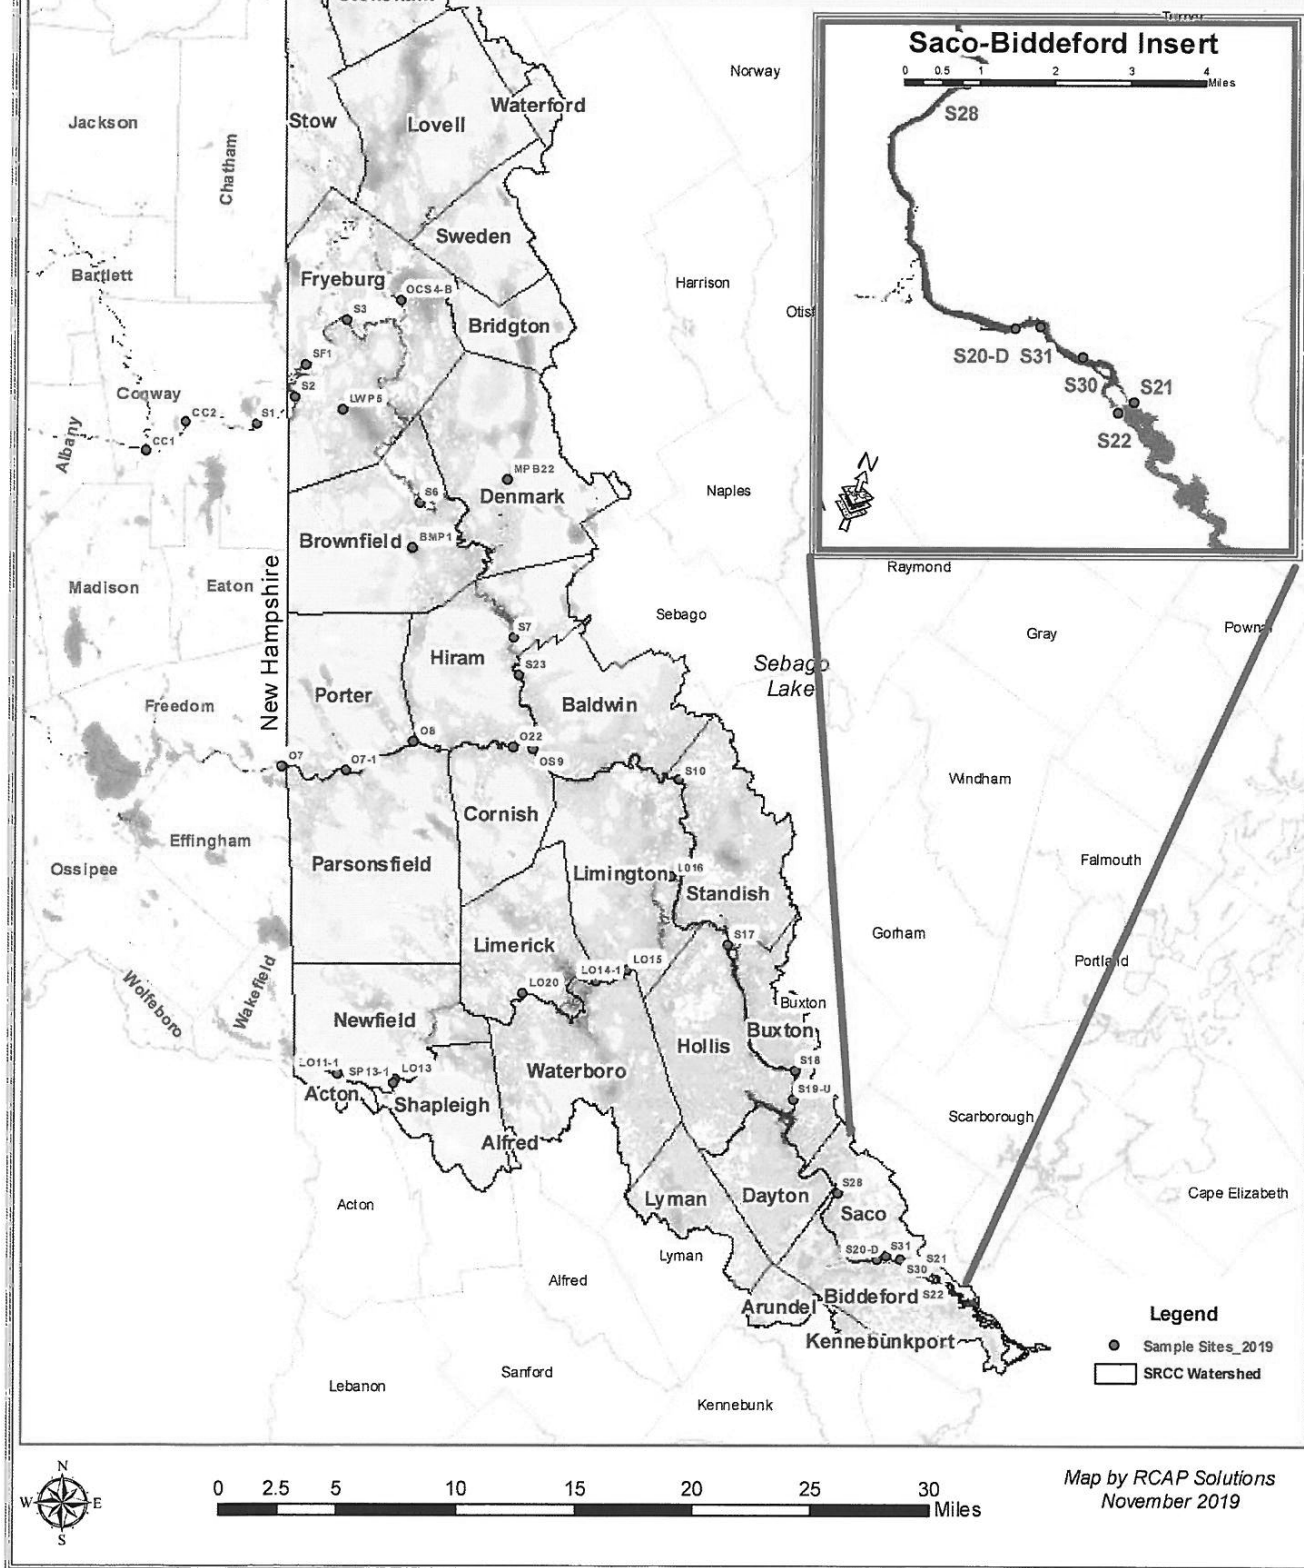 Saco-Biddeford Insert
0 0.5 1 2 3 4
Miles
S28
S20-D S31
S30
S21
S22
N
Norway
Waterford
Jackson
Stow
Lovell
Chatham
Sweden
Bartlett
Fryeburg
OCS4-B
Harrison
S3
Bridgton
SF1
Conway
S2
LWP5
CC2
S1
CC1
Albany
MPB22
Naples
S6
Denmark
Brownfield
BMP1
Raymond
Madison
Eaton
New Hampshire
Sebago
Gray
S7
Hiram
Sebago
Lake
S23
Porter
Baldwin
Freedom
O8
O22
O7
O7-1
OS9
S10
Windham
Cornish
Effingham
Parsonsfield
Falmouth
Ossipee
Limington
LO16
Standish
Gorham
S17
Limerick
Portland
LO15
LO14-1
LO20
Wakefield
Wolfeboro
Buxton
Newfield
Buxton
Hollis
LO11-1
SP13-1
LO13
Waterboro
S18
Acton
Shapleigh
S19-U
Scarborough
Alfred
S28
Cape Elizabeth
Acton
Lyman
Dayton
Saco
Lyman
S20-D
S31
S30
S21
S22
Alfred
Biddeford
Arundel
Kennebunkport
Sanford
Lebanon
Kennebunk
Legend
Sample Sites_2019
SRCC Watershed
N
W E
S
0 2.5 5 10 15 20 25 30
Miles
Map by RCAP Solutions
November 2019